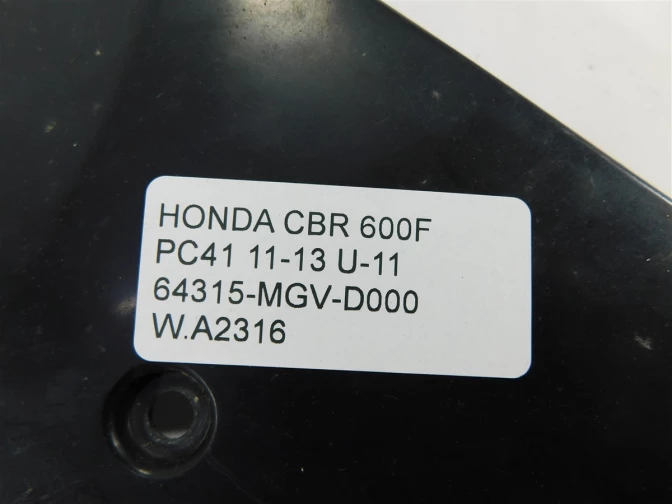 HONDA CBR 600F
PC41 11-13 U-11
64315-MGV-D000
W.A2316